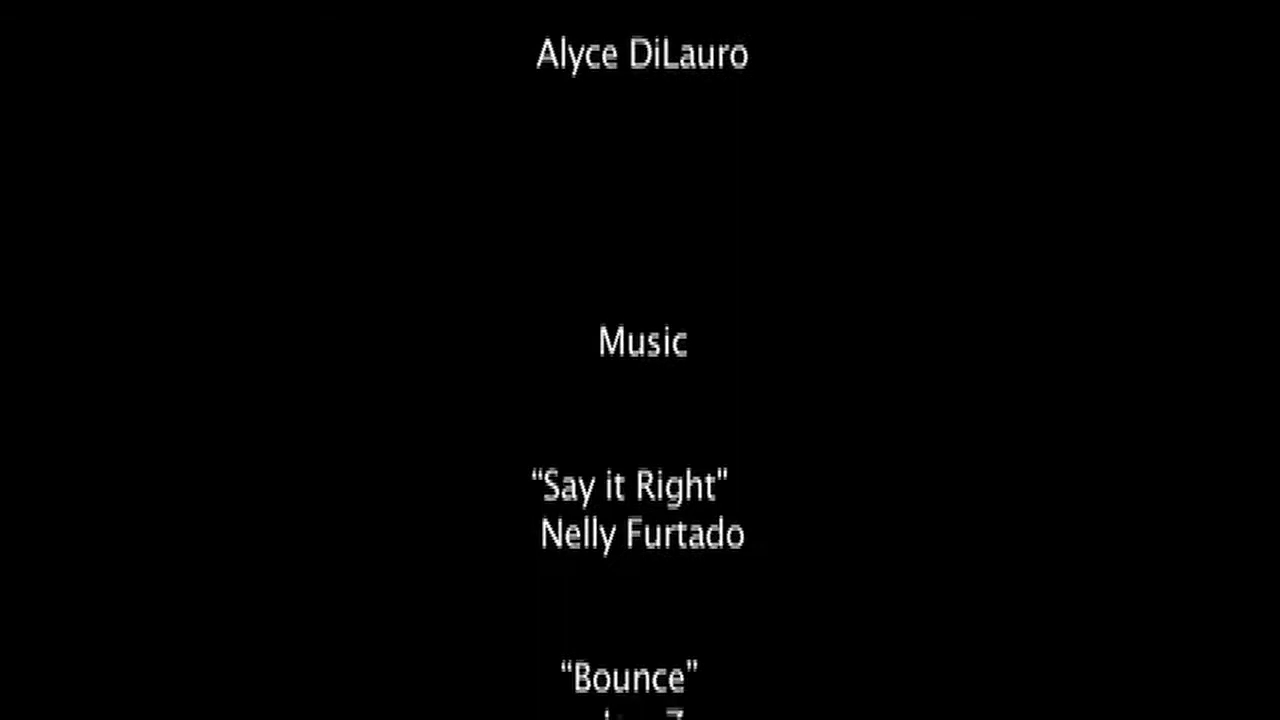 Alyce DiLauro
Music
“Say it Right"
Nelly Furtado
“Bounce”